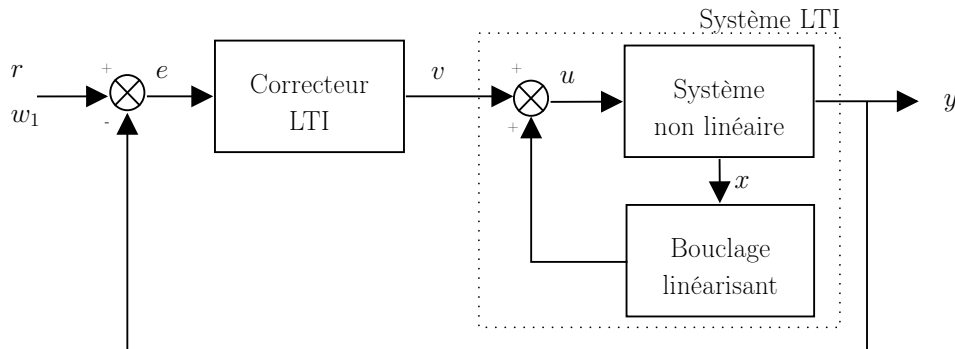 Système LTI
r
w₁
+
-
e
Correcteur
LTI
v
+
+
u
Système
non linéaire
y
x
Bouclage
linéarisant